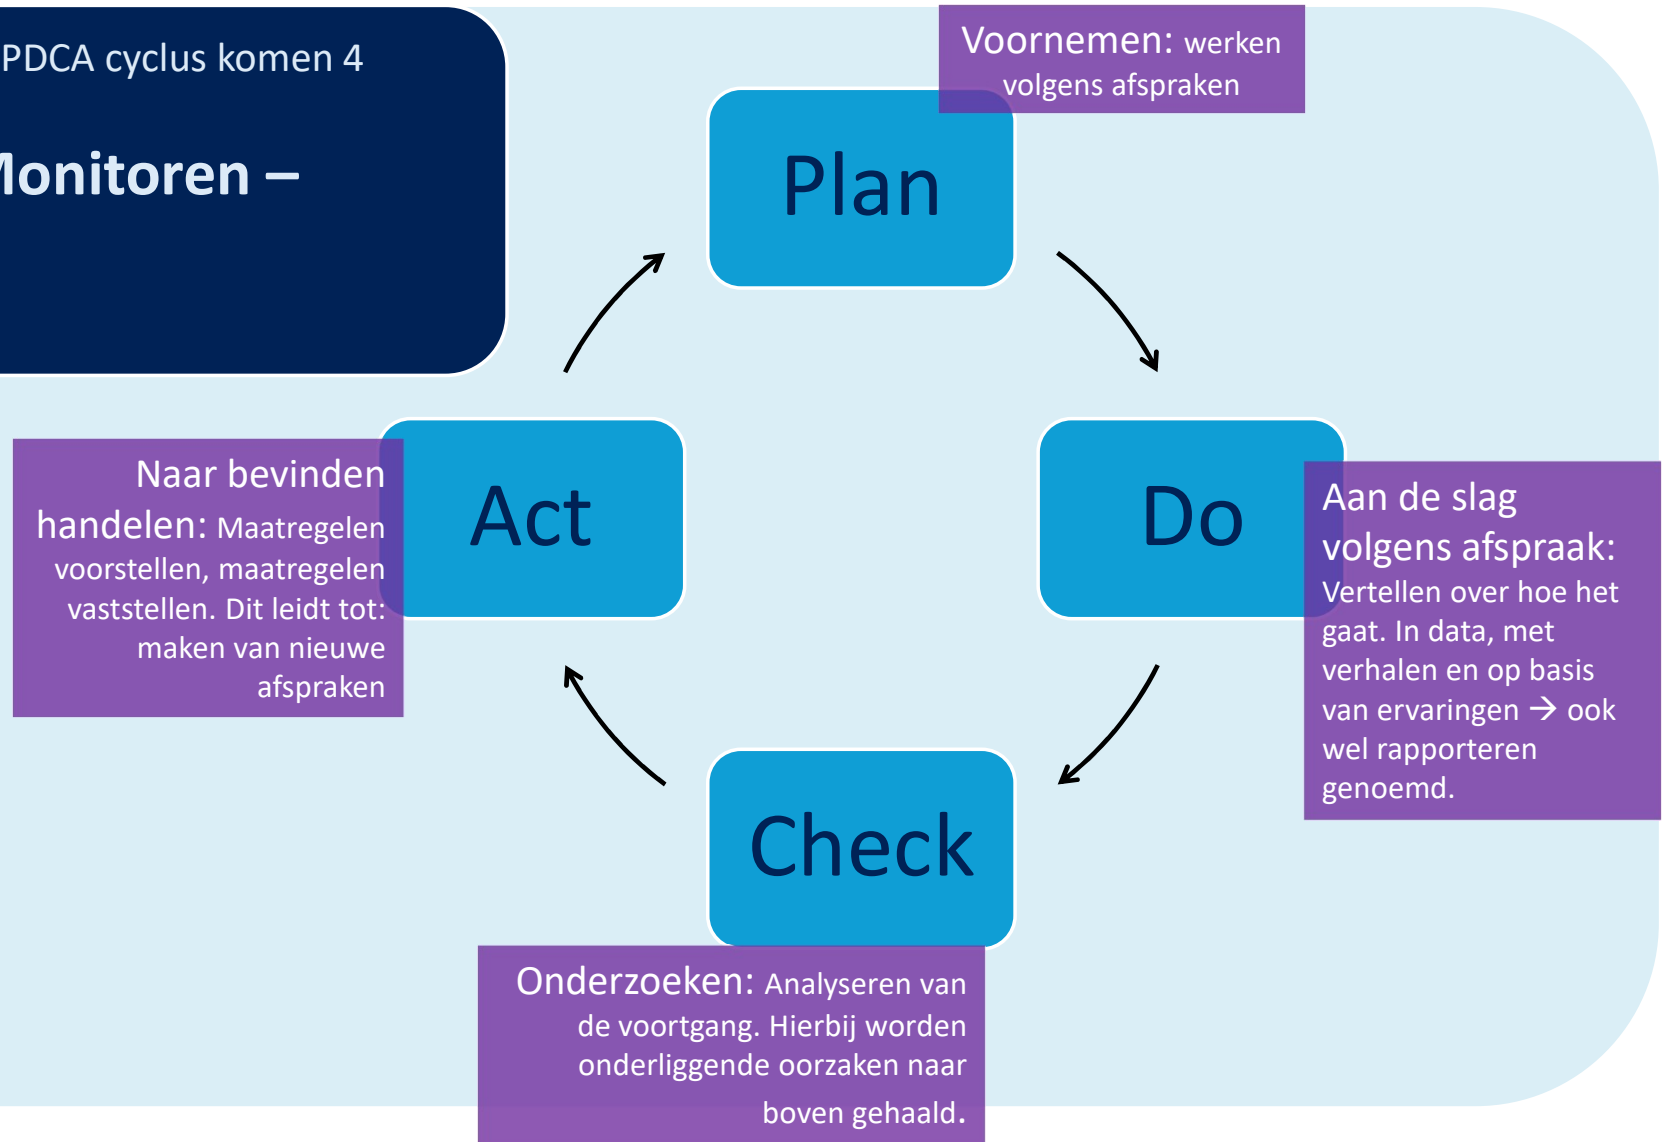 PDCA cyclus komen 4
Monitoren –
Voornemen: werken
volgens afspraken
Plan
Naar bevinden
handelen: Maatregelen
voorstellen, maatregelen
vaststellen. Dit leidt tot:
maken van nieuwe
afspraken
Act
Do
Aan de slag
volgens afspraak:
Vertellen over hoe het
gaat. In data, met
verhalen en op basis
van ervaringen → ook
wel rapporteren
genoemd.
Check
Onderzoeken: Analyseren van
de voortgang. Hierbij worden
onderliggende oorzaken naar
boven gehaald.